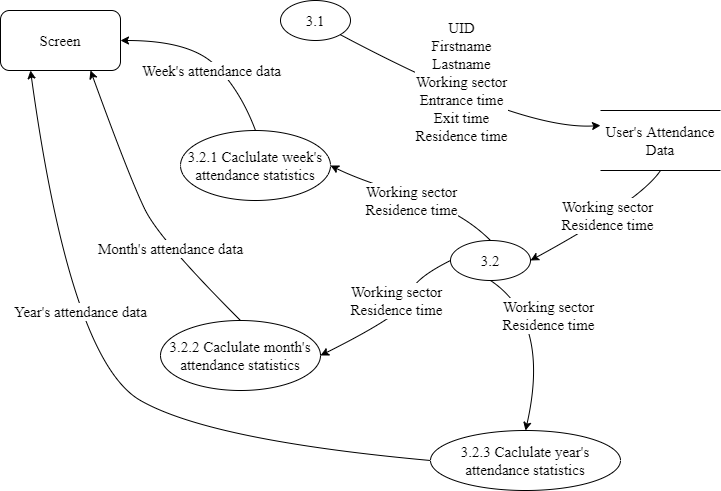 3.1
Screen
UID
Firstname
Lastname
Working sector
Entrance time
Exit time
Residence time
Week's attendance data
User's Attendance
Data
3.2.1 Caclulate week's
attendance statistics
Working sector
Residence time
Working sector
Residence time
Month's attendance data
3.2
Working sector
Residence time
Working sector
Residence time
Year's attendance data
3.2.2 Caclulate month's
attendance statistics
3.2.3 Caclulate year's
attendance statistics